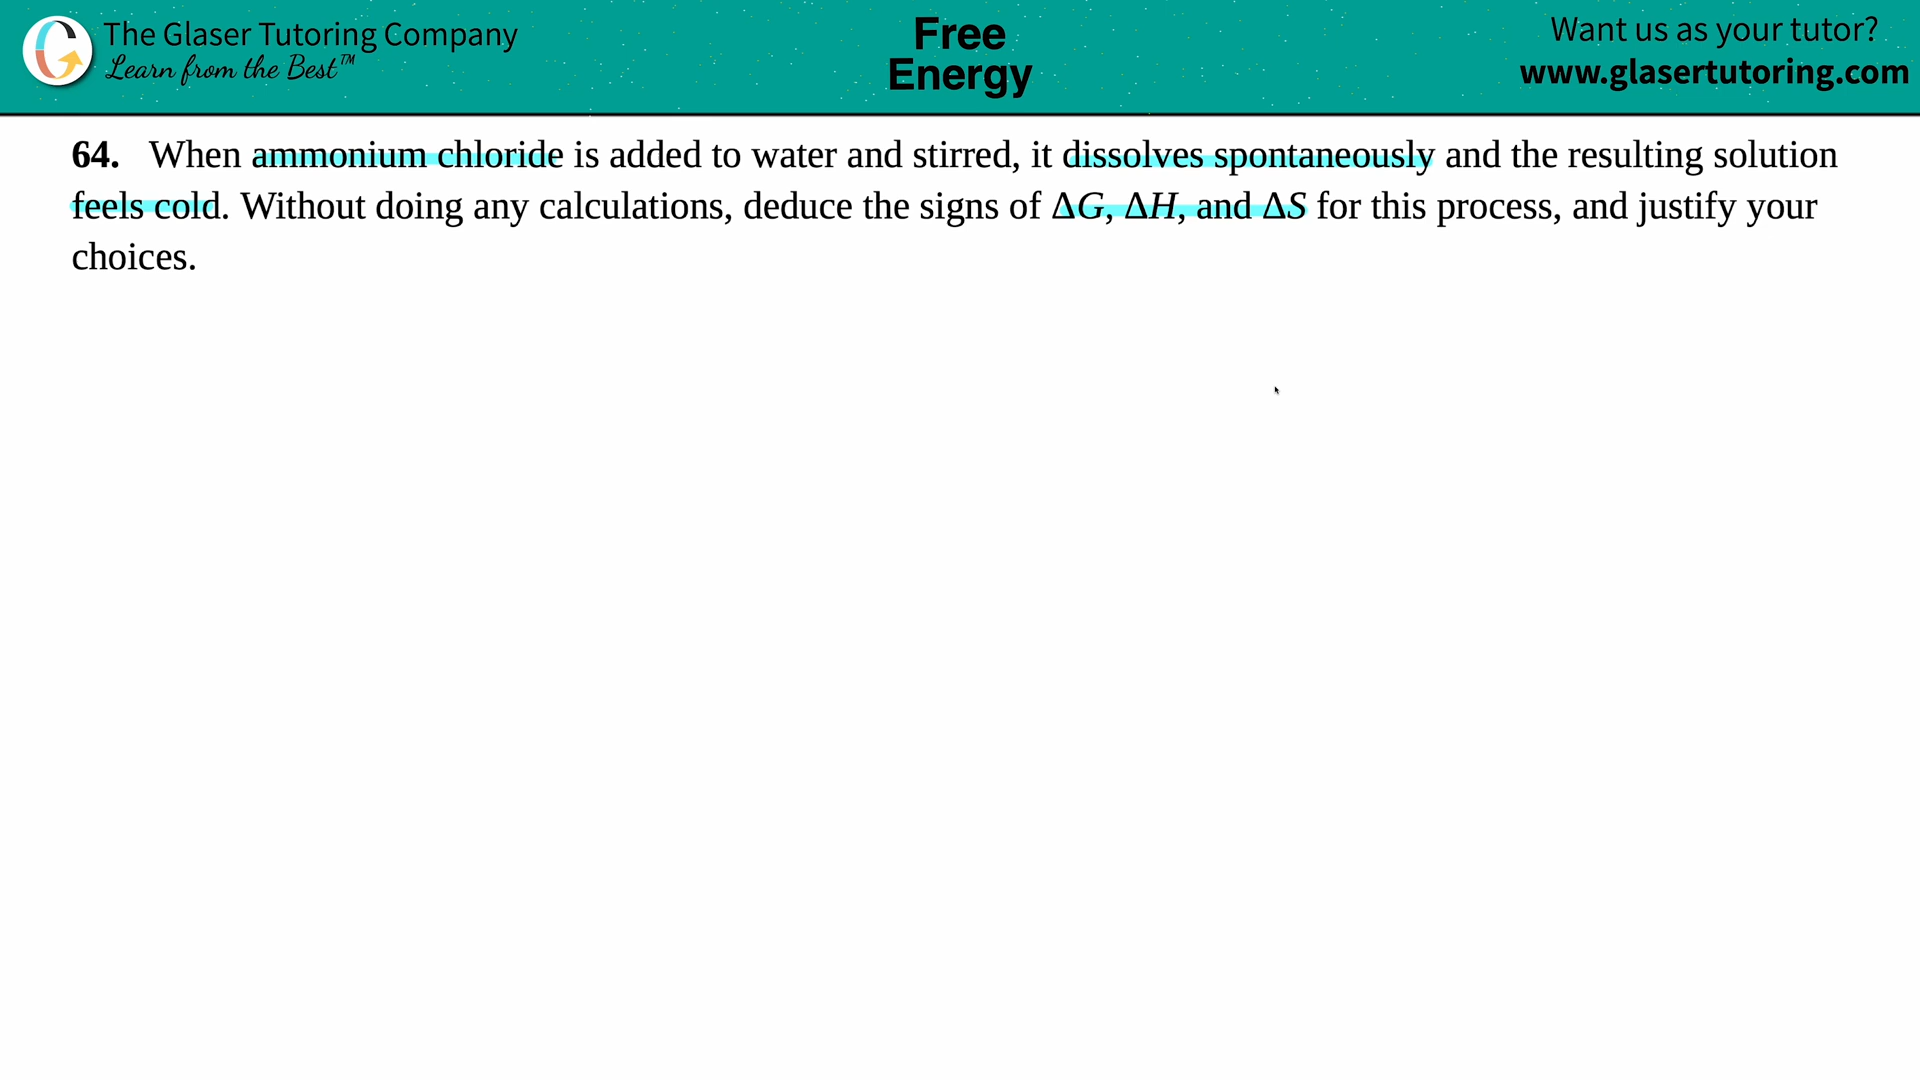 The Glaser Tutoring Company
Learn from the Best™
Free
Energy
Want us as your tutor?
www.glasertutoring.com
64. When ammonium chloride is added to water and stirred, it dissolves spontaneously and the resulting solution
feels cold. Without doing any calculations, deduce the signs of ΔG, ΔH, and ΔS for this process, and justify your
choices.